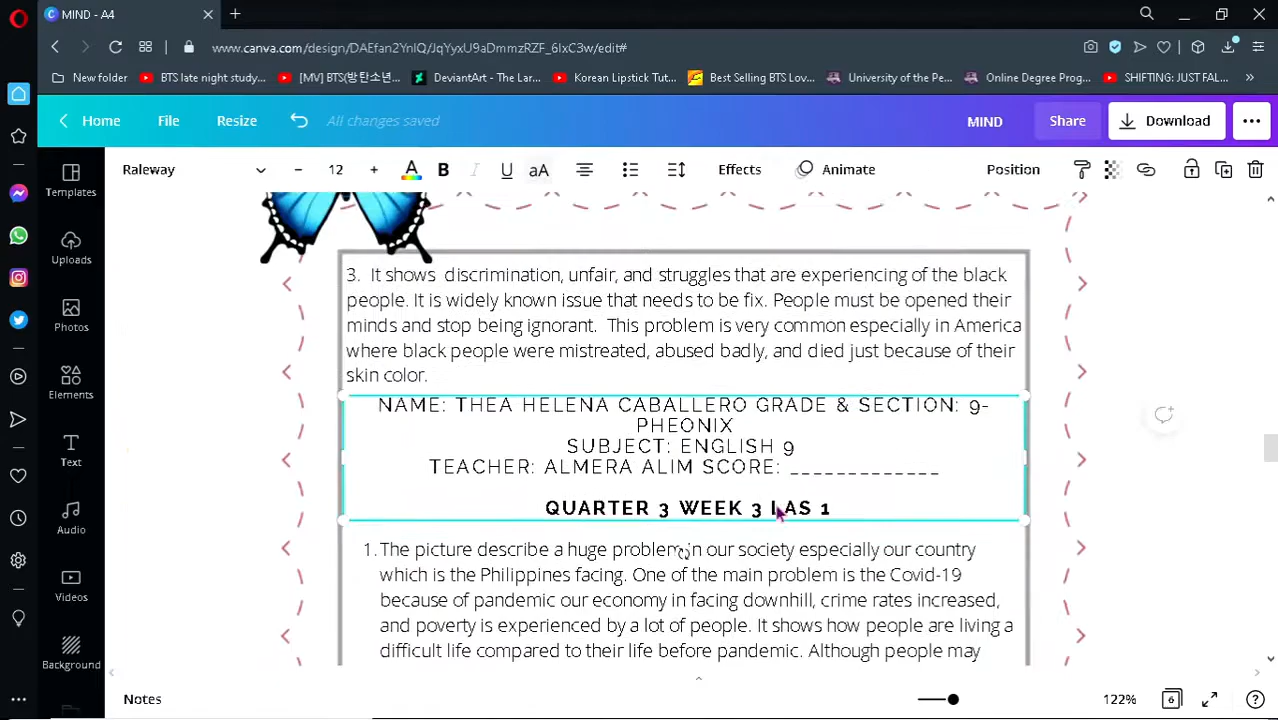 MIND - A4
www.canva.com/design/DAEfan2YnIQ/JqYyxU9aDmmzRZF_6lxC3w/edit#
New folder
BTS late night study...
[MV] BTS(방탄소년...
DeviantArt - The Lar...
Korean Lipstick Tut...
Best Selling BTS Lov...
University of the Pe...
Online Degree Prog...
SHIFTING: JUST FAL...
Home File Resize All changes saved MIND Share Download
Raleway 12 A B I U aA Effects Animate Position
Templates
Uploads
Photos
Elements
Text
Audio
Videos
Background
3. It shows discrimination, unfair, and struggles that are experiencing of the black
people. It is widely known issue that needs to be fix. People must be opened their
minds and stop being ignorant. This problem is very common especially in America
where black people were mistreated, abused badly, and died just because of their
skin color.
NAME: THEA HELENA CABALLERO GRADE & SECTION: 9-
PHEONIX
SUBJECT: ENGLISH 9
TEACHER: ALMERA ALIM SCORE: _____________
QUARTER 3 WEEK 3 LAS 1
1. The picture describe a huge problem in our society especially our country
which is the Philippines facing. One of the main problem is the Covid-19
because of pandemic our economy in facing downhill, crime rates increased,
and poverty is experienced by a lot of people. It shows how people are living a
difficult life compared to their life before pandemic. Although people may
Notes 122% 6